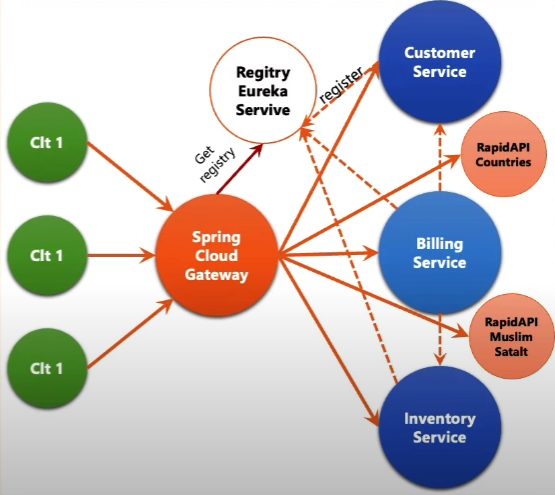 Customer
Service
Regitry
Eureka
Servive
register
Clt 1
Get
registry
RapidAPI
Countries
Clt 1
Spring
Cloud
Gateway
Billing
Service
RapidAPI
Muslim
Satalt
Clt 1
Inventory
Service